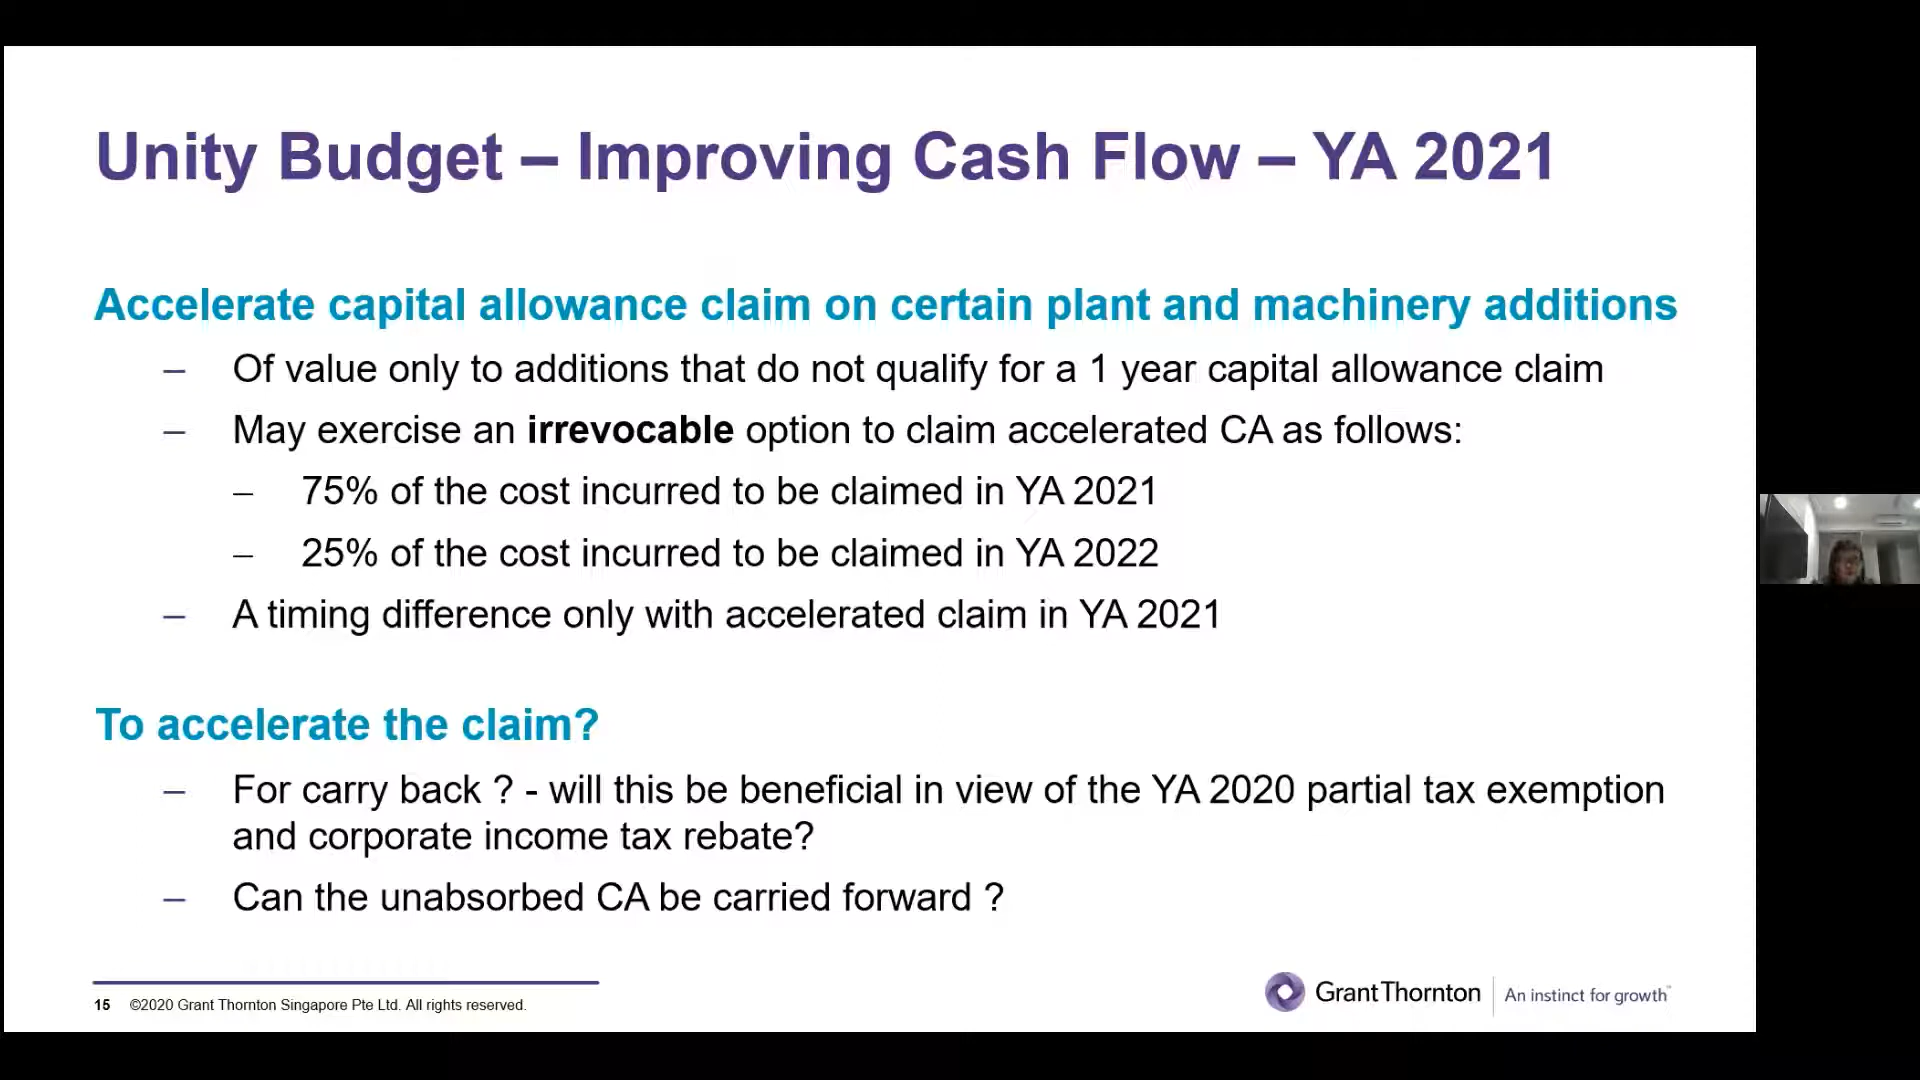 Unity Budget – Improving Cash Flow – YA 2021
Accelerate capital allowance claim on certain plant and machinery additions
– Of value only to additions that do not qualify for a 1 year capital allowance claim
– May exercise an irrevocable option to claim accelerated CA as follows:
– 75% of the cost incurred to be claimed in YA 2021
– 25% of the cost incurred to be claimed in YA 2022
– A timing difference only with accelerated claim in YA 2021
To accelerate the claim?
– For carry back ? - will this be beneficial in view of the YA 2020 partial tax exemption
and corporate income tax rebate?
– Can the unabsorbed CA be carried forward ?
15 ©2020 Grant Thornton Singapore Pte Ltd. All rights reserved.
Grant Thornton An instinct for growth™